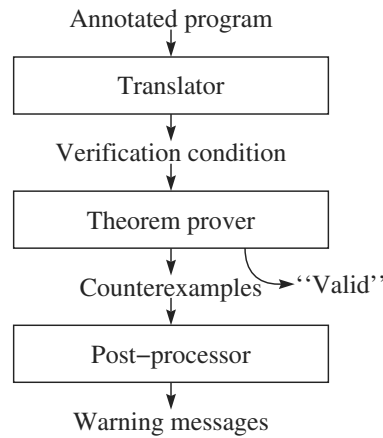 Annotated program
Translator
Verification condition
Theorem prover
Counterexamples
‘‘Valid’’
Post−processor
Warning messages